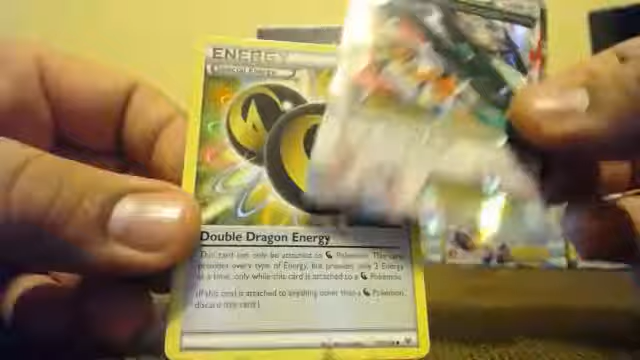 ENERGY
Special Energy
Double Dragon Energy
This card can only be attached to Pokémon. This card
provides every type of Energy, but provides only 2 Energy
at a time, only while this card is attached to a Pokémon.
(If this card is attached to anything other than a Pokémon,
discard this card.)